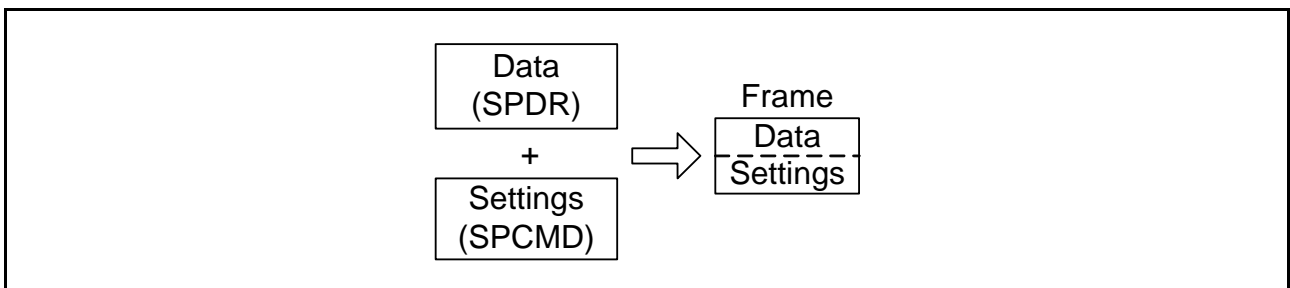 Data
(SPDR)
+
Settings
(SPCMD)
Frame
Data
Settings